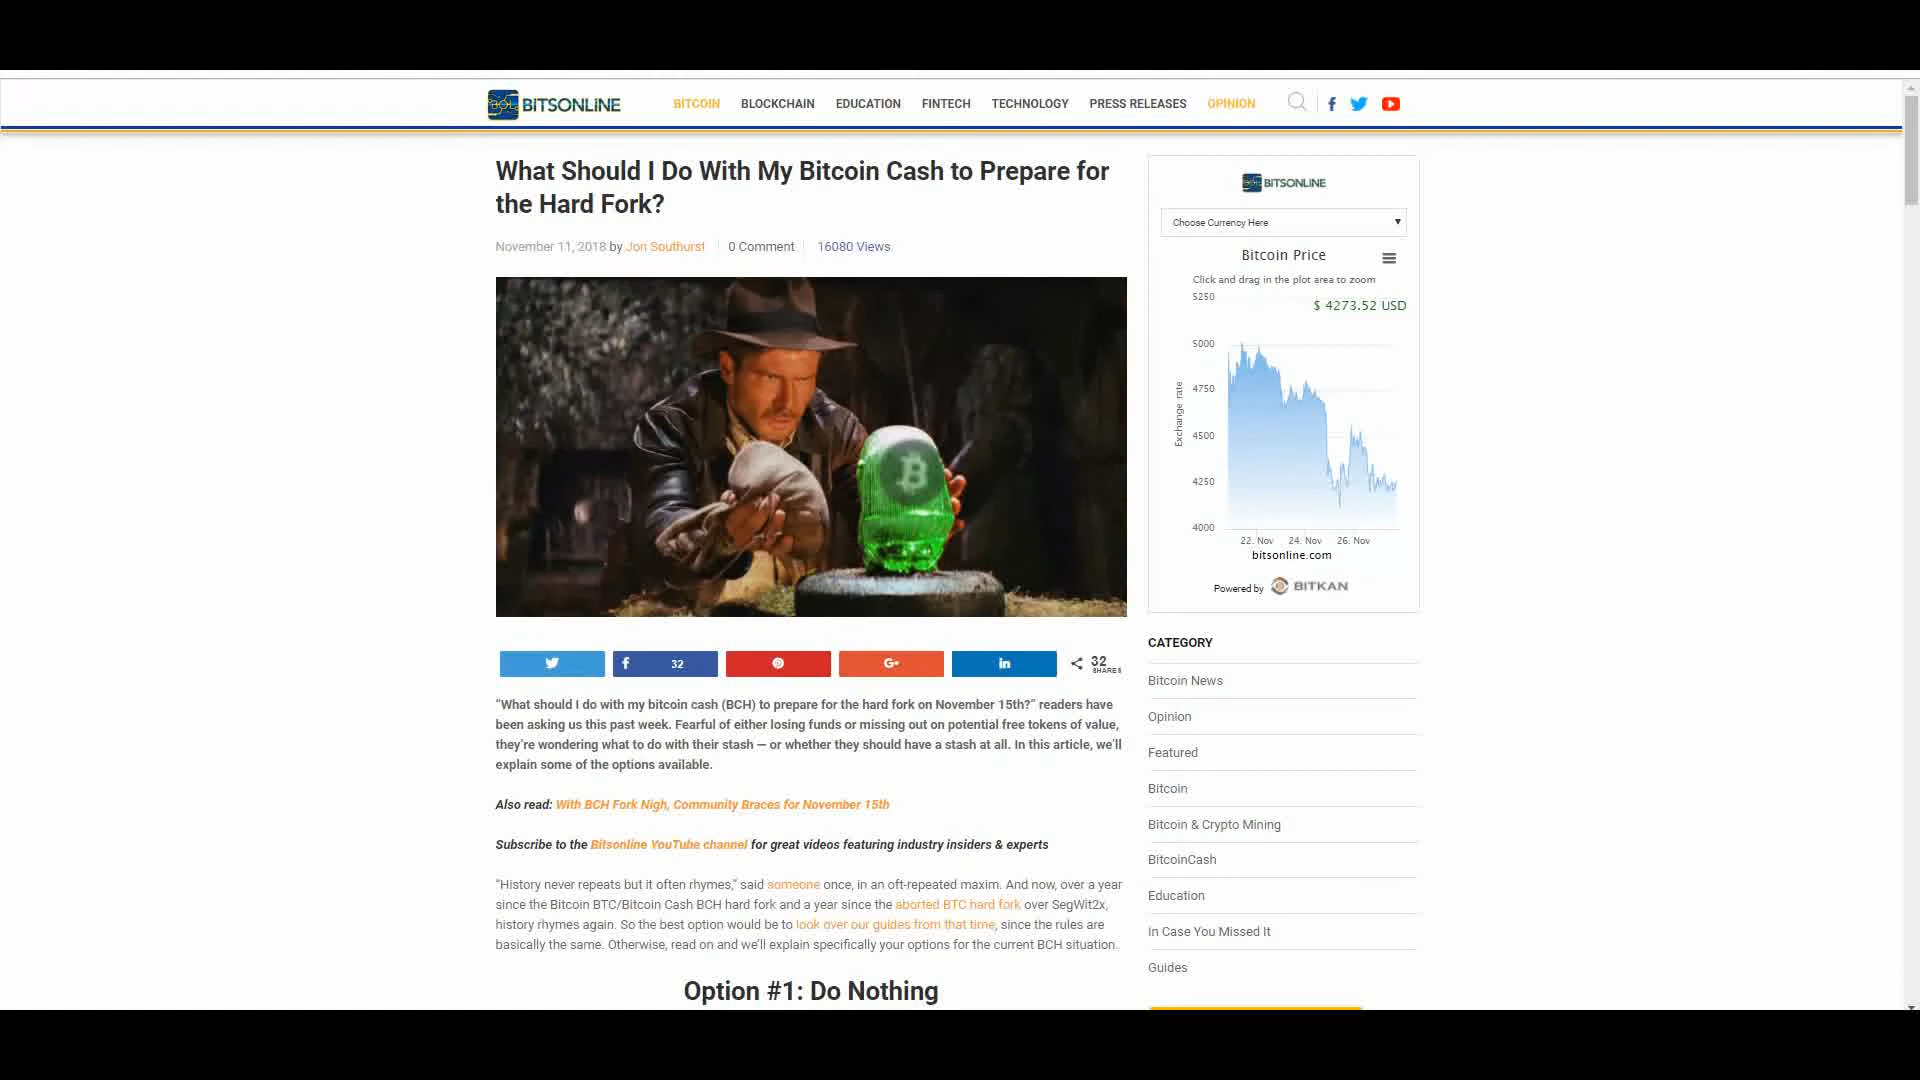 BITSONLINE
BITCOIN BLOCKCHAIN EDUCATION FINTECH TECHNOLOGY PRESS RELEASES OPINION
What Should I Do With My Bitcoin Cash to Prepare for
the Hard Fork?
November 11, 2018 by Jon Southurst 0 Comment 16080 Views
32
32
SHARES
“What should I do with my bitcoin cash (BCH) to prepare for the hard fork on November 15th?” readers have
been asking us this past week. Fearful of either losing funds or missing out on potential free tokens of value,
they’re wondering what to do with their stash — or whether they should have a stash at all. In this article, we’ll
explain some of the options available.
Also read: With BCH Fork Nigh, Community Braces for November 15th
Subscribe to the Bitsonline YouTube channel for great videos featuring industry insiders & experts
“History never repeats but it often rhymes,” said someone once, in an oft-repeated maxim. And now, over a year
since the Bitcoin BTC/Bitcoin Cash BCH hard fork and a year since the aborted BTC hard fork over SegWit2x,
history rhymes again. So the best option would be to look over our guides from that time, since the rules are
basically the same. Otherwise, read on and we’ll explain specifically your options for the current BCH situation.
Option #1: Do Nothing
BITSONLINE
Choose Currency Here
Bitcoin Price
Click and drag in the plot area to zoom
$ 4273.52 USD
5250
5000
4750
4500
4250
4000
Exchange rate
22. Nov 24. Nov 26. Nov
bitsonline.com
Powered by BITKAN
CATEGORY
Bitcoin News
Opinion
Featured
Bitcoin
Bitcoin & Crypto Mining
BitcoinCash
Education
In Case You Missed It
Guides